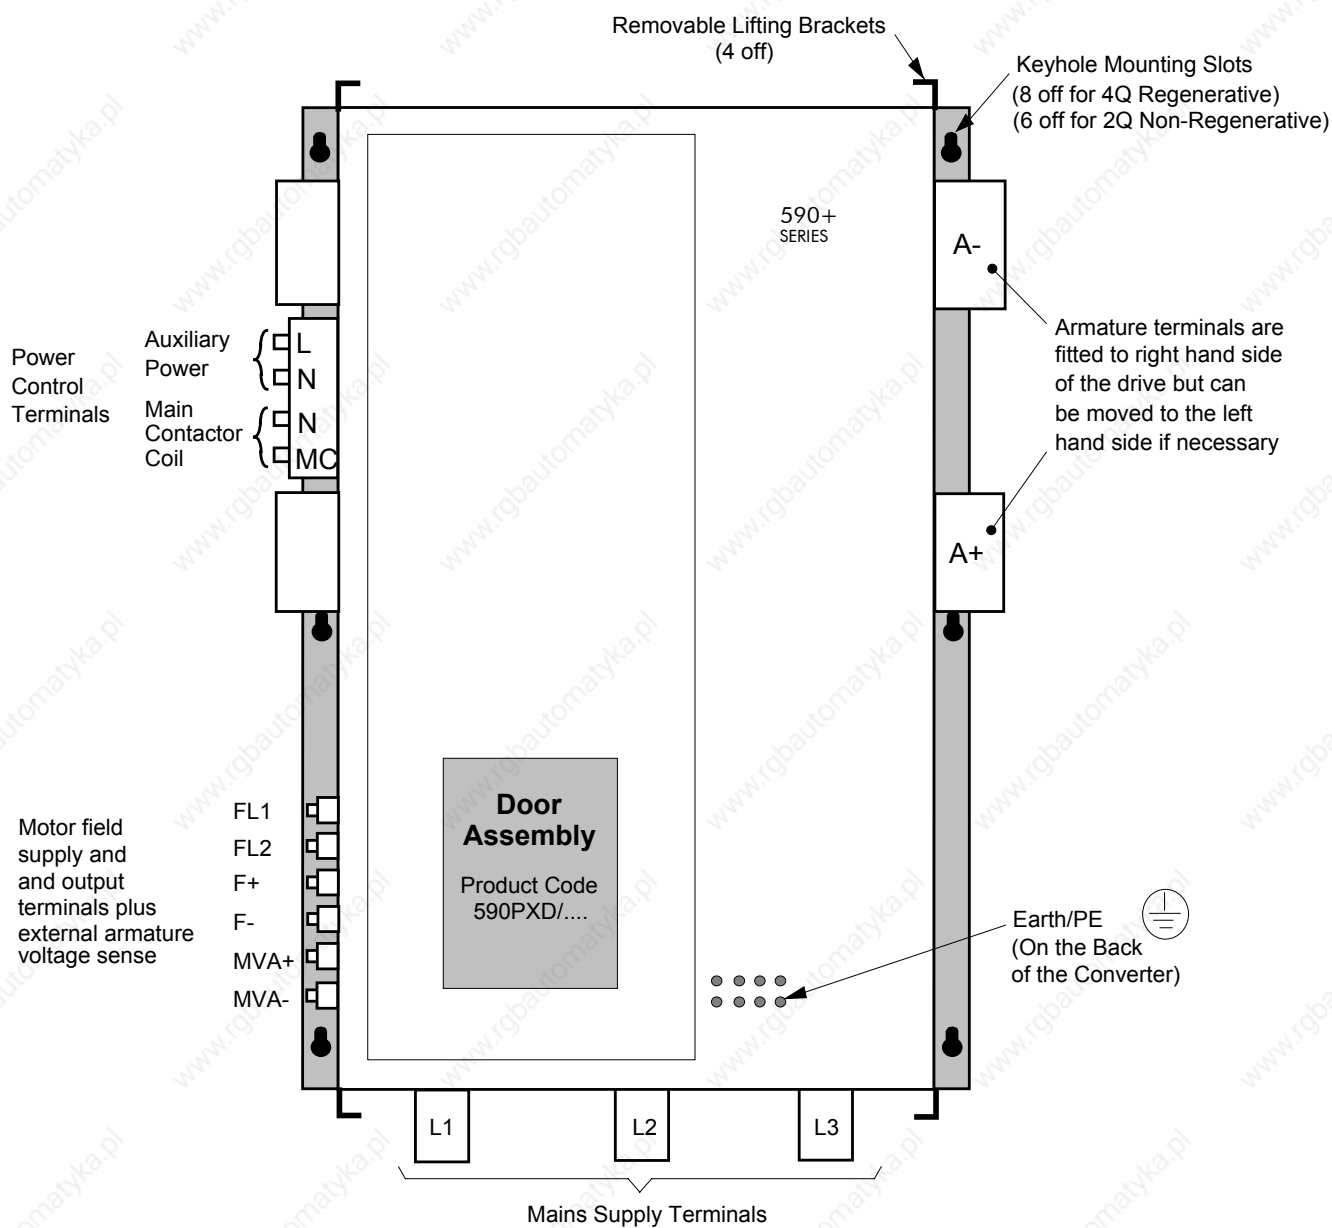 Removable Lifting Brackets
(4 off)
Keyhole Mounting Slots
(8 off for 4Q Regenerative)
(6 off for 2Q Non-Regenerative)
590+
SERIES
A-
Armature terminals are
fitted to right hand side
of the drive but can
be moved to the left
hand side if necessary
A+
Power
Control
Terminals
Auxiliary
Power
L
N
Main
Contactor
Coil
N
MC
Motor field
supply and
and output
terminals plus
external armature
voltage sense
FL1
FL2
F+
F-
MVA+
MVA-
Door
Assembly
Product Code
590PXD/....
Earth/PE
(On the Back
of the Converter)
L1
L2
L3
Mains Supply Terminals
www.rgbautomatyka.pl